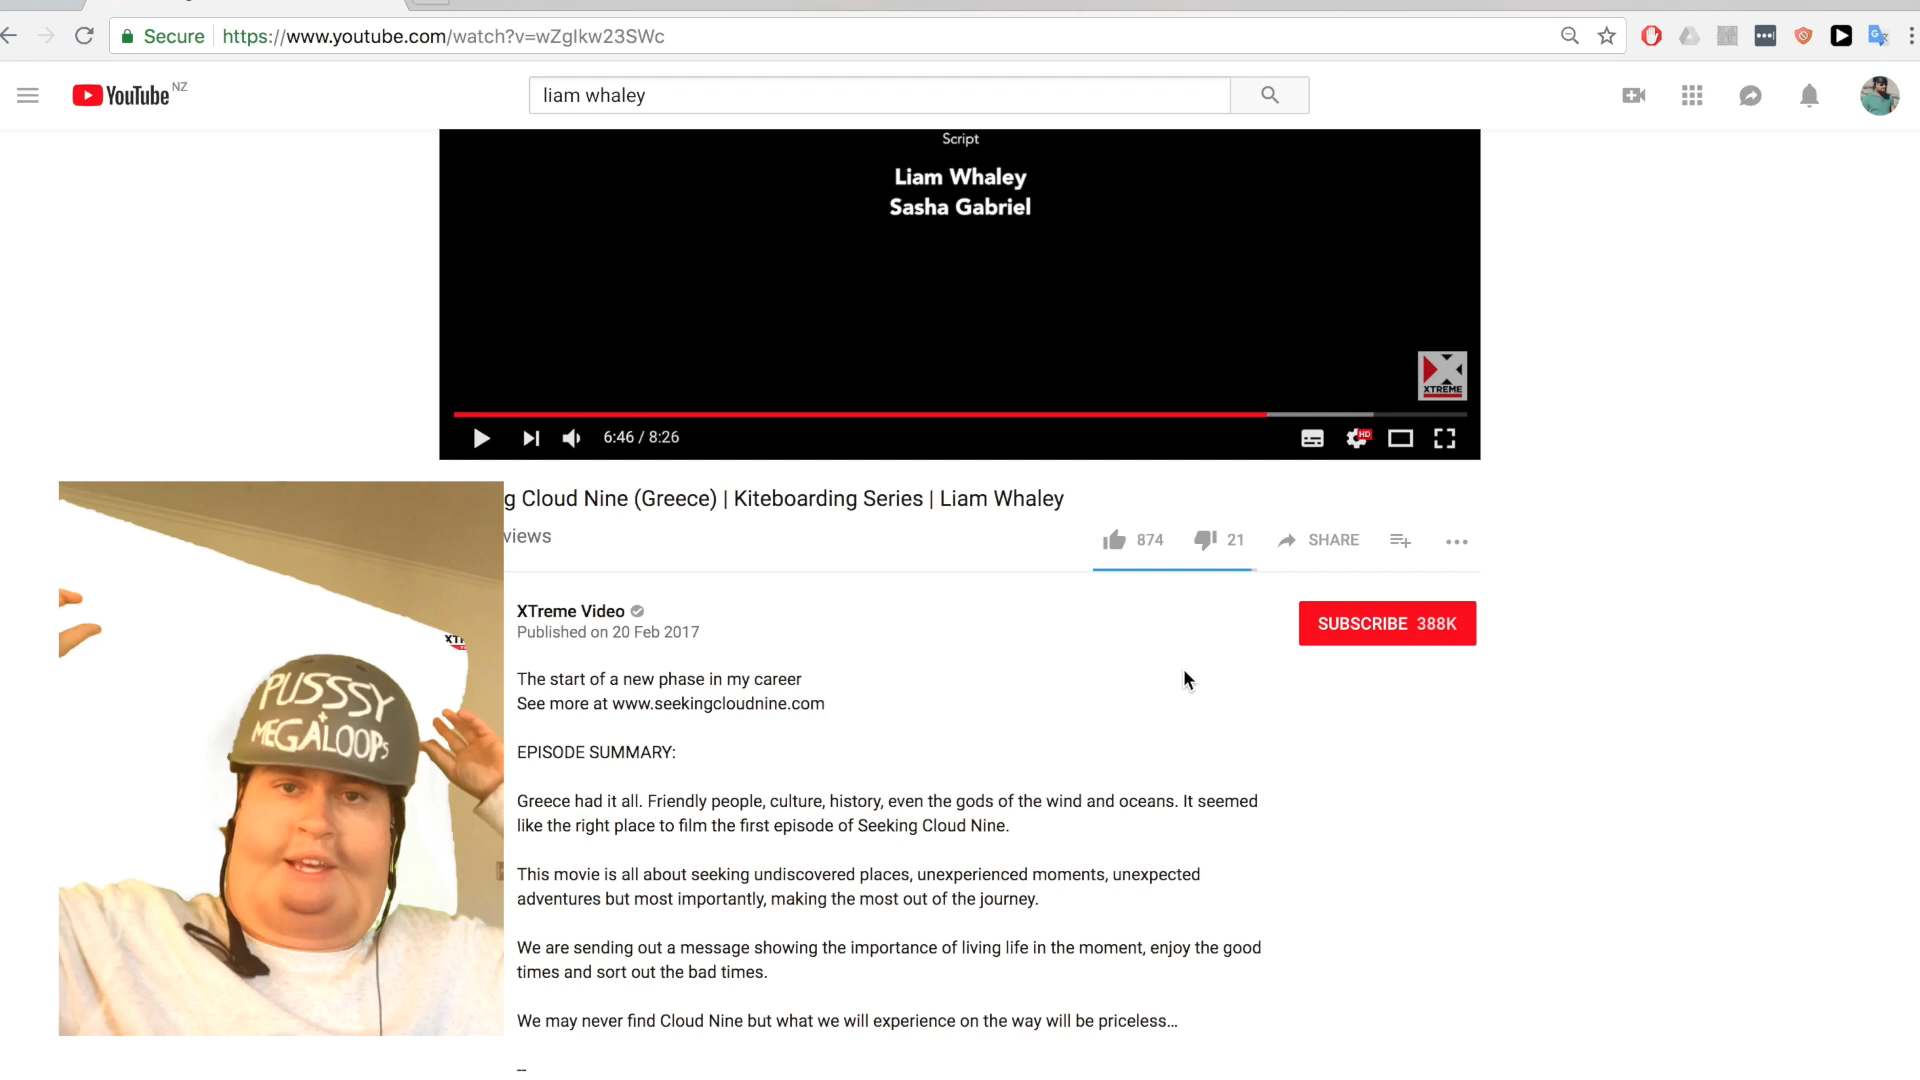 Secure
https://www.youtube.com/watch?v=wZgIkw23SWc
YouTube NZ
liam whaley
Script
Liam Whaley
Sasha Gabriel
XTREME
6:46 / 8:26
HD
g Cloud Nine (Greece) | Kiteboarding Series | Liam Whaley
views
874
21
SHARE
XTreme Video
Published on 20 Feb 2017
SUBSCRIBE 388K
The start of a new phase in my career
See more at www.seekingcloudnine.com
EPISODE SUMMARY:
Greece had it all. Friendly people, culture, history, even the gods of the wind and oceans. It seemed
like the right place to film the first episode of Seeking Cloud Nine.
This movie is all about seeking undiscovered places, unexperienced moments, unexpected
adventures but most importantly, making the most out of the journey.
We are sending out a message showing the importance of living life in the moment, enjoy the good
times and sort out the bad times.
We may never find Cloud Nine but what we will experience on the way will be priceless...
--
XTR
PUSSSY
+
MEGALOOPS